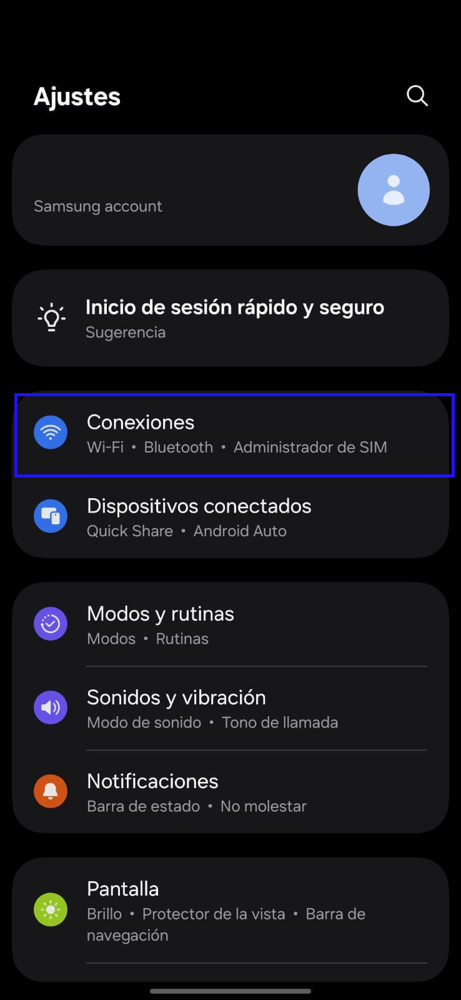 Ajustes
Samsung account
Inicio de sesión rápido y seguro
Sugerencia
Conexiones
Wi-Fi • Bluetooth • Administrador de SIM
Dispositivos conectados
Quick Share • Android Auto
Modos y rutinas
Modos • Rutinas
Sonidos y vibración
Modo de sonido • Tono de llamada
Notificaciones
Barra de estado • No molestar
Pantalla
Brillo • Protector de la vista • Barra de
navegación